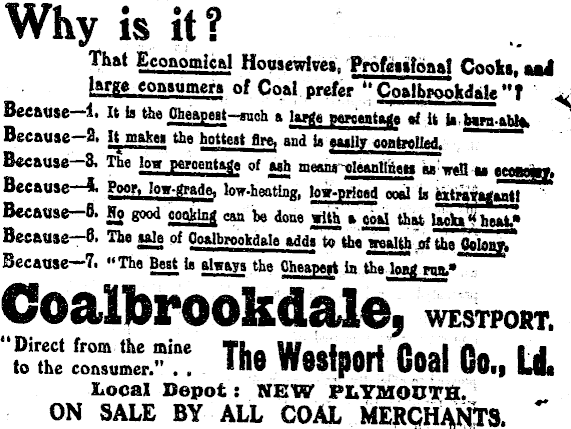 Why is it?
That Economical Housewives, Professional Cooks, and
large consumers of Coal prefer "Coalbrookdale"?
Because—1. It is the Cheapest—such a large percentage of it is burn-able.
Because—2. It makes the hottest fire, and is easily controlled.
Because—3. The low percentage of ash means cleanliness as well as economy.
Because—4. Poor, low-grade, low-heating, low-priced coal is extravagant!
Because—5. No good cooking can be done with a coal that lacks "heat."
Because—6. The sale of Coalbrookdale adds to the wealth of the Colony.
Because—7. "The Best is always the Cheapest in the long run."
Coalbrookdale, WESTPORT.
"Direct from the mine
to the consumer." . .
The Westport Coal Co., Ld.
Local Depot: NEW PLYMOUTH.
ON SALE BY ALL COAL MERCHANTS.